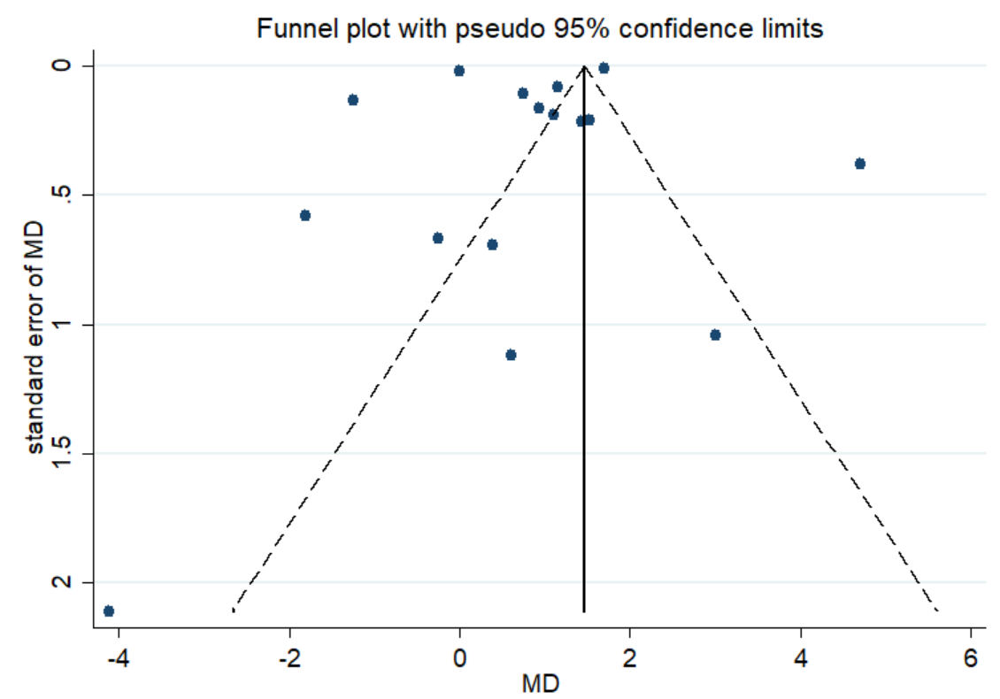 Funnel plot with pseudo 95% confidence limits
standard error of MD
0
.5
1
1.5
2
-4 -2 0 2 4 6
MD